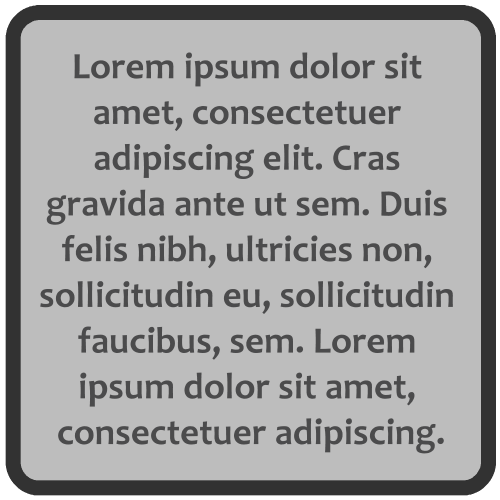 Lorem ipsum dolor sit
amet, consectetuer
adipiscing elit. Cras
gravida ante ut sem. Duis
felis nibh, ultricies non,
sollicitudin eu, sollicitudin
faucibus, sem. Lorem
ipsum dolor sit amet,
consectetuer adipiscing.